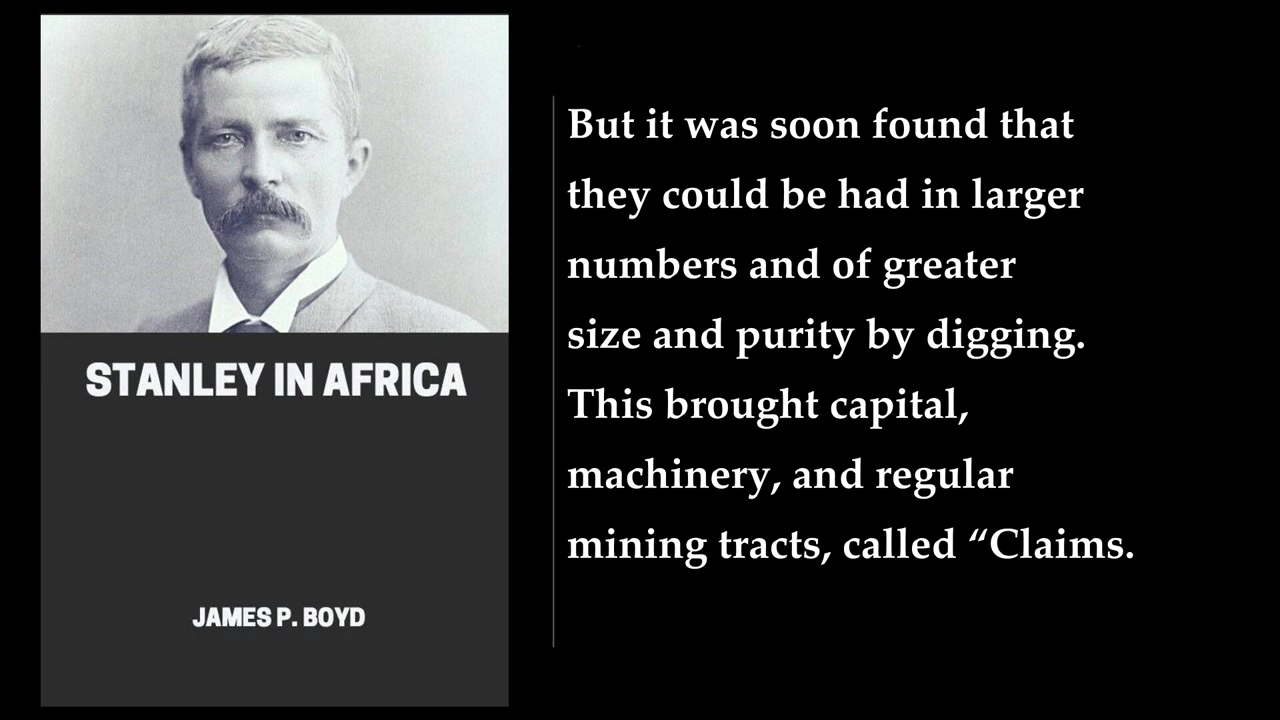 STANLEY IN AFRICA
JAMES P. BOYD
But it was soon found that
they could be had in larger
numbers and of greater
size and purity by digging.
This brought capital,
machinery, and regular
mining tracts, called “Claims.